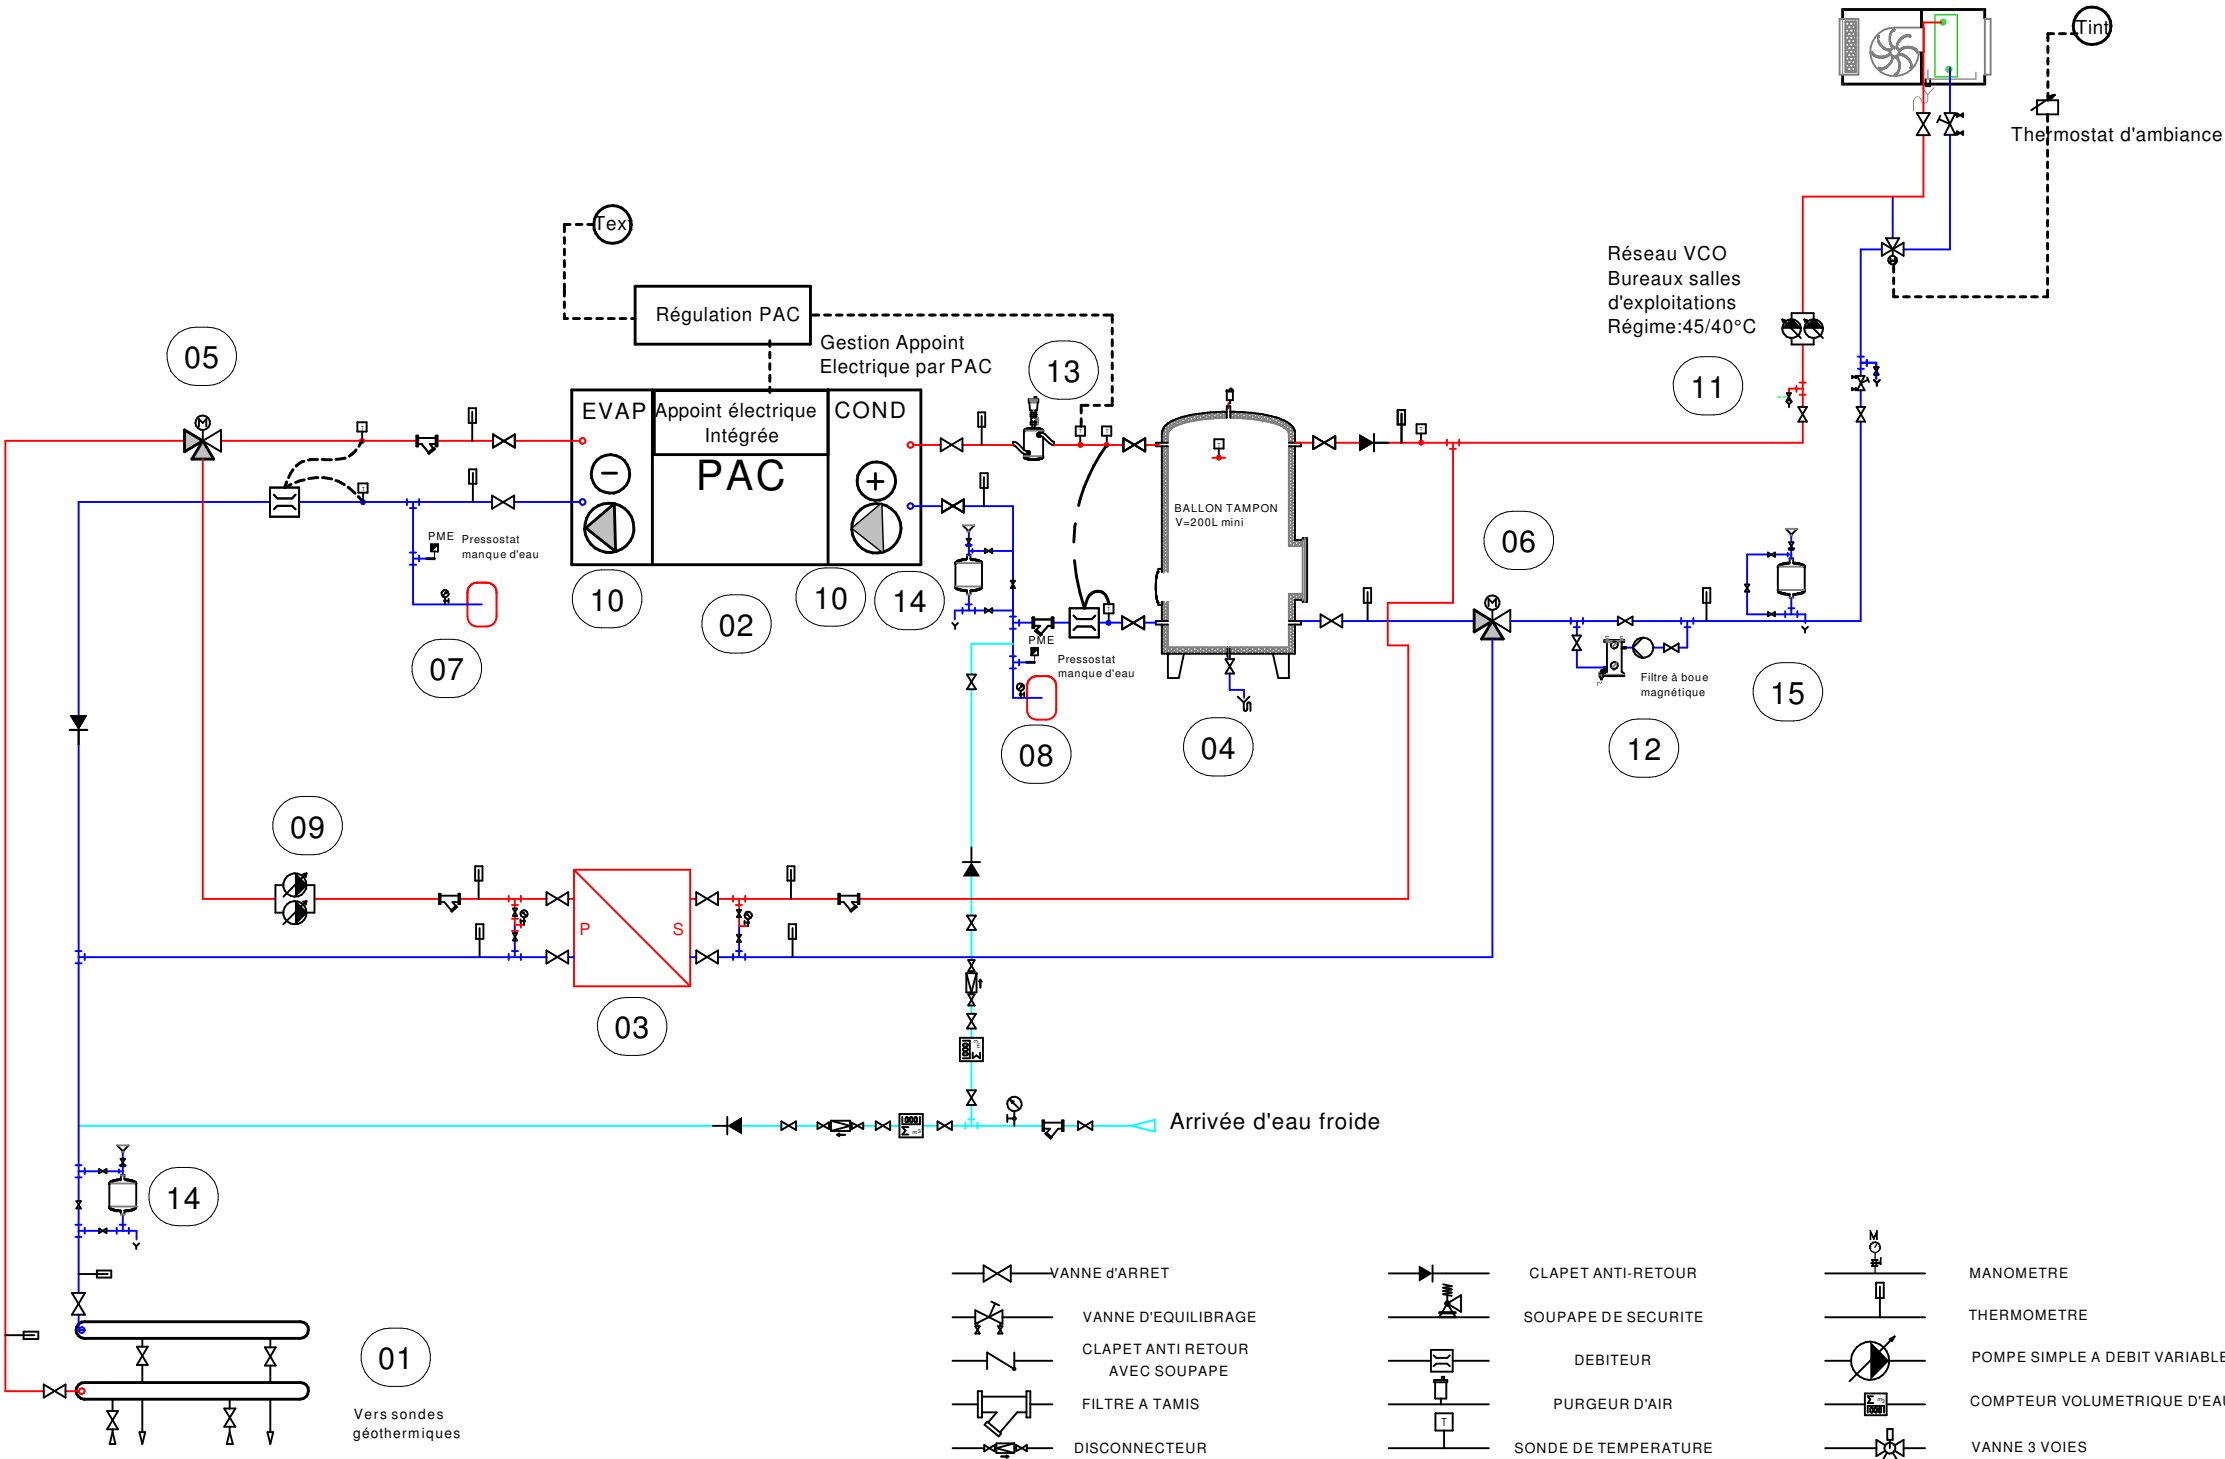 Tint
Thermostat d'ambiance
Text
Régulation PAC
Gestion Appoint
Electrique par PAC
Réseau VCO
Bureaux salles
d'exploitations
Régime:45/40°C
05
13
11
M
T
T
T
T
EVAP
Appoint électrique
Intégrée
COND
PAC
T
T
BALLON TAMPON
V=200L mini
06
M
PME
Pressostat
manque d'eau
10
02
10
14
07
T
PME
Pressostat
manque d'eau
08
04
Filtre à boue
magnétique
12
15
09
P
S
03
Arrivée d'eau froide
14
01
Vers sondes
géothermiques
VANNE d'ARRET
VANNE D'EQUILIBRAGE
CLAPET ANTI RETOUR
AVEC SOUPAPE
FILTRE A TAMIS
DISCONNECTEUR
CLAPET ANTI-RETOUR
SOUPAPE DE SECURITE
DEBITEUR
PURGEUR D'AIR
T
SONDE DE TEMPERATURE
M
MANOMETRE
THERMOMETRE
POMPE SIMPLE A DEBIT VARIABLE
COMPTEUR VOLUMETRIQUE D'EAU
VANNE 3 VOIES